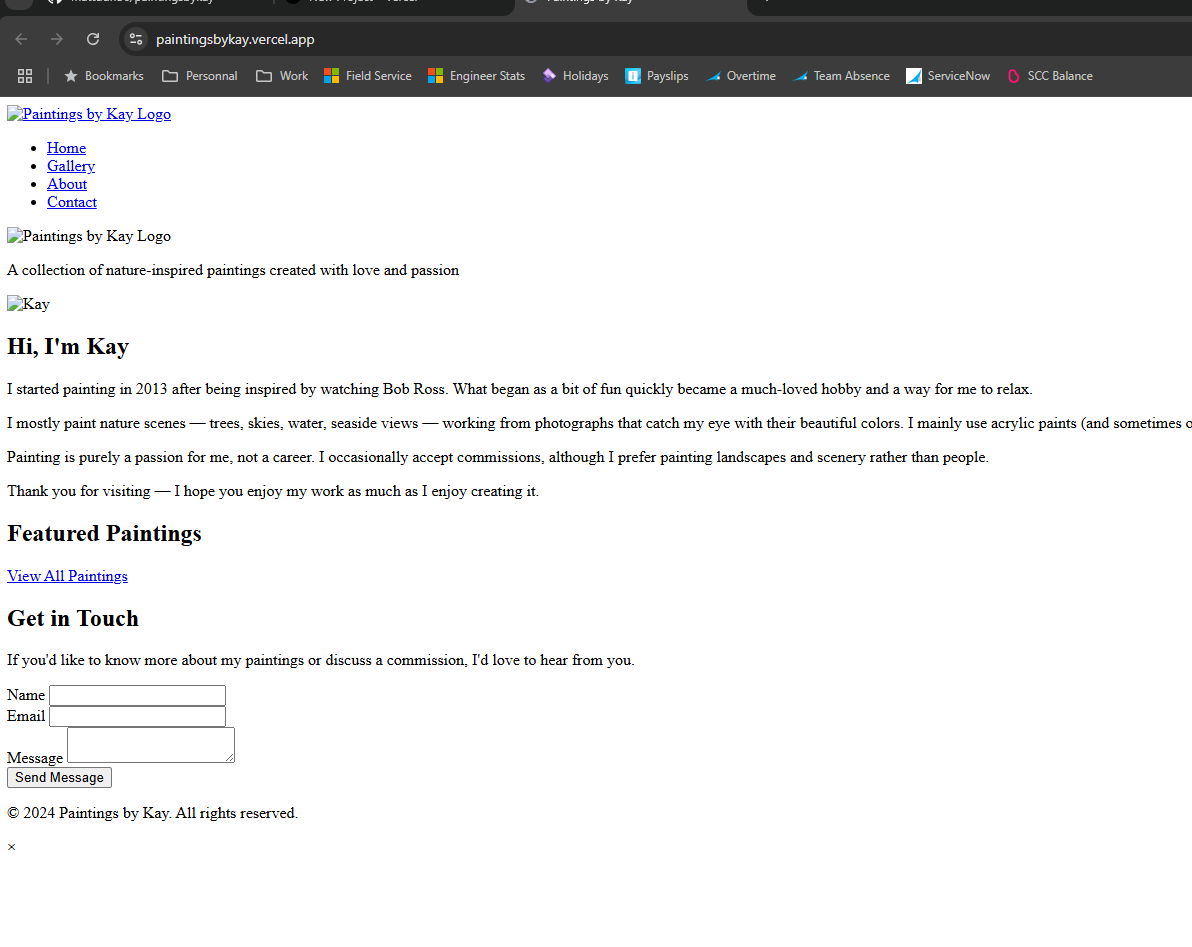 New Project – Vercel
Paintings by Kay
paintingsbykay.vercel.app
Bookmarks Personnal Work Field Service Engineer Stats Holidays Payslips Overtime Team Absence ServiceNow SCC Balance
Paintings by Kay Logo
Home
Gallery
About
Contact
Paintings by Kay Logo
A collection of nature-inspired paintings created with love and passion
Kay
Hi, I'm Kay
I started painting in 2013 after being inspired by watching Bob Ross. What began as a bit of fun quickly became a much-loved hobby and a way for me to relax.
I mostly paint nature scenes — trees, skies, water, seaside views — working from photographs that catch my eye with their beautiful colors. I mainly use acrylic paints (and sometimes o
Painting is purely a passion for me, not a career. I occasionally accept commissions, although I prefer painting landscapes and scenery rather than people.
Thank you for visiting — I hope you enjoy my work as much as I enjoy creating it.
Featured Paintings
View All Paintings
Get in Touch
If you'd like to know more about my paintings or discuss a commission, I'd love to hear from you.
Name
Email
Message
Send Message
© 2024 Paintings by Kay. All rights reserved.
×